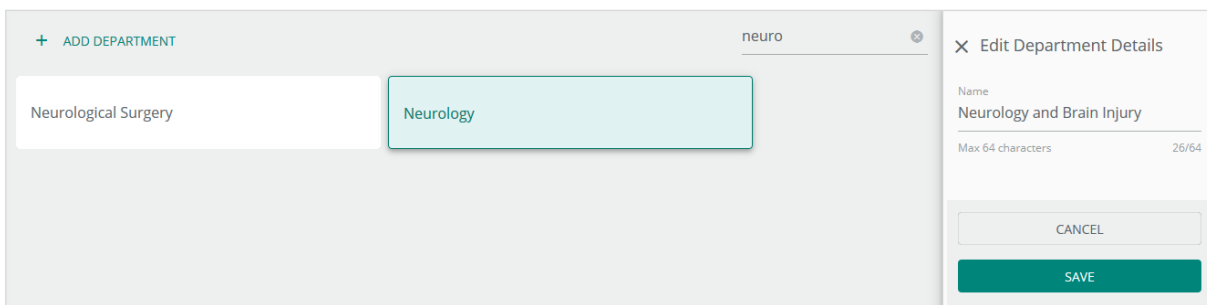 + ADD DEPARTMENT
neuro
Neurological Surgery
Neurology
Edit Department Details
Name
Neurology and Brain Injury
Max 64 characters 26/64
CANCEL
SAVE